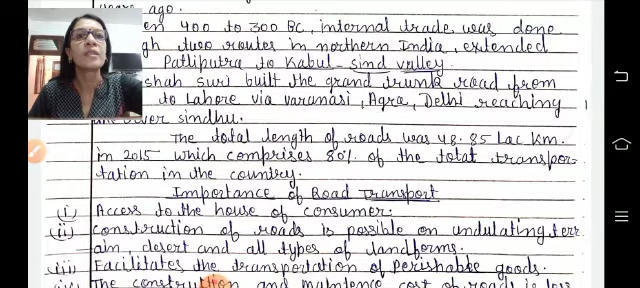 years ago.
en 400 to 300 BC, internal trade was done
gh two routes in northern India, extended
Patliputra to Kabul-sind valley.
shah suri built the grand trunk road from
to Lahore via varanasi, Agra, Delhi reaching
river sindhu.
The total length of roads was 48.85 Lac Km.
in 2015 which comprises 80% of the total transpor-
tation in the country.
Importance of Road Transport
(i) Access to the house of consumer.
(ii) construction of roads is possible on undulating terr
ain, desert and all types of landforms.
(iii) Facilitates the transportation of perishable goods.
The construction and maintence cost of roads is less